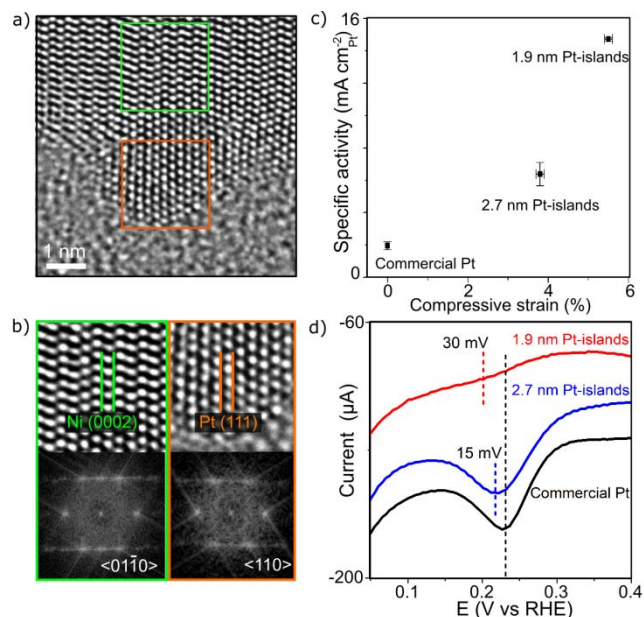 a)
1 nm
b)
Ni (0002)
Pt (111)
<011̅0>
<110>
c)
Specific activity (mA cm⁻²Pt)
16
16
1.9 nm Pt-islands
2.7 nm Pt-islands
Commercial Pt
0 2 4 6
Compressive strain (%)
d)
Current (µA)
-60
-200
30 mV
1.9 nm Pt-islands
2.7 nm Pt-islands
15 mV
Commercial Pt
0.1 0.2 0.3 0.4
E (V vs RHE)